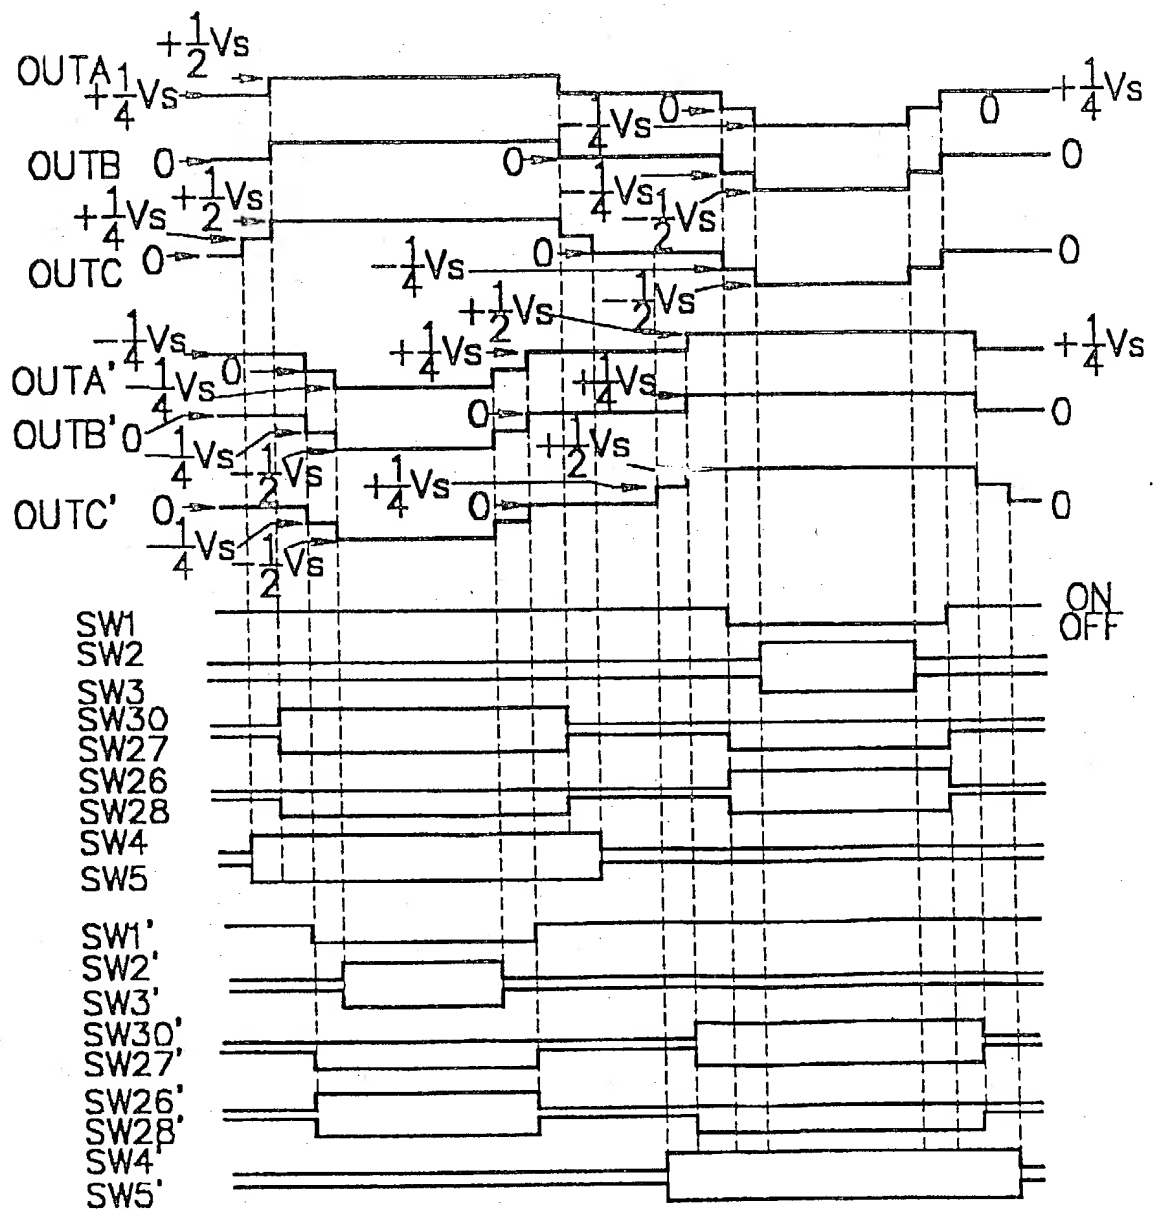 +1/2Vs
OUTA
+1/4Vs
0
0
+1/4Vs
-1/4Vs
OUTB
0
0
0
+1/2Vs
-1/4Vs
+1/4Vs
-1/2Vs
OUTC
0
0
0
-1/4Vs
-1/2Vs
+1/2Vs
-1/4Vs
+1/4Vs
+1/4Vs
OUTA'
0
-1/4Vs
+1/4Vs
OUTB'
0
0
0
-1/4Vs
-1/2Vs
+1/2Vs
+1/4Vs
OUTC'
0
0
0
-1/4Vs
-1/2Vs
ON
OFF
SW1
SW2
SW3
SW30
SW27
SW26
SW28
SW4
SW5
SW1'
SW2'
SW3'
SW30'
SW27'
SW26'
SW28'
SW4'
SW5'